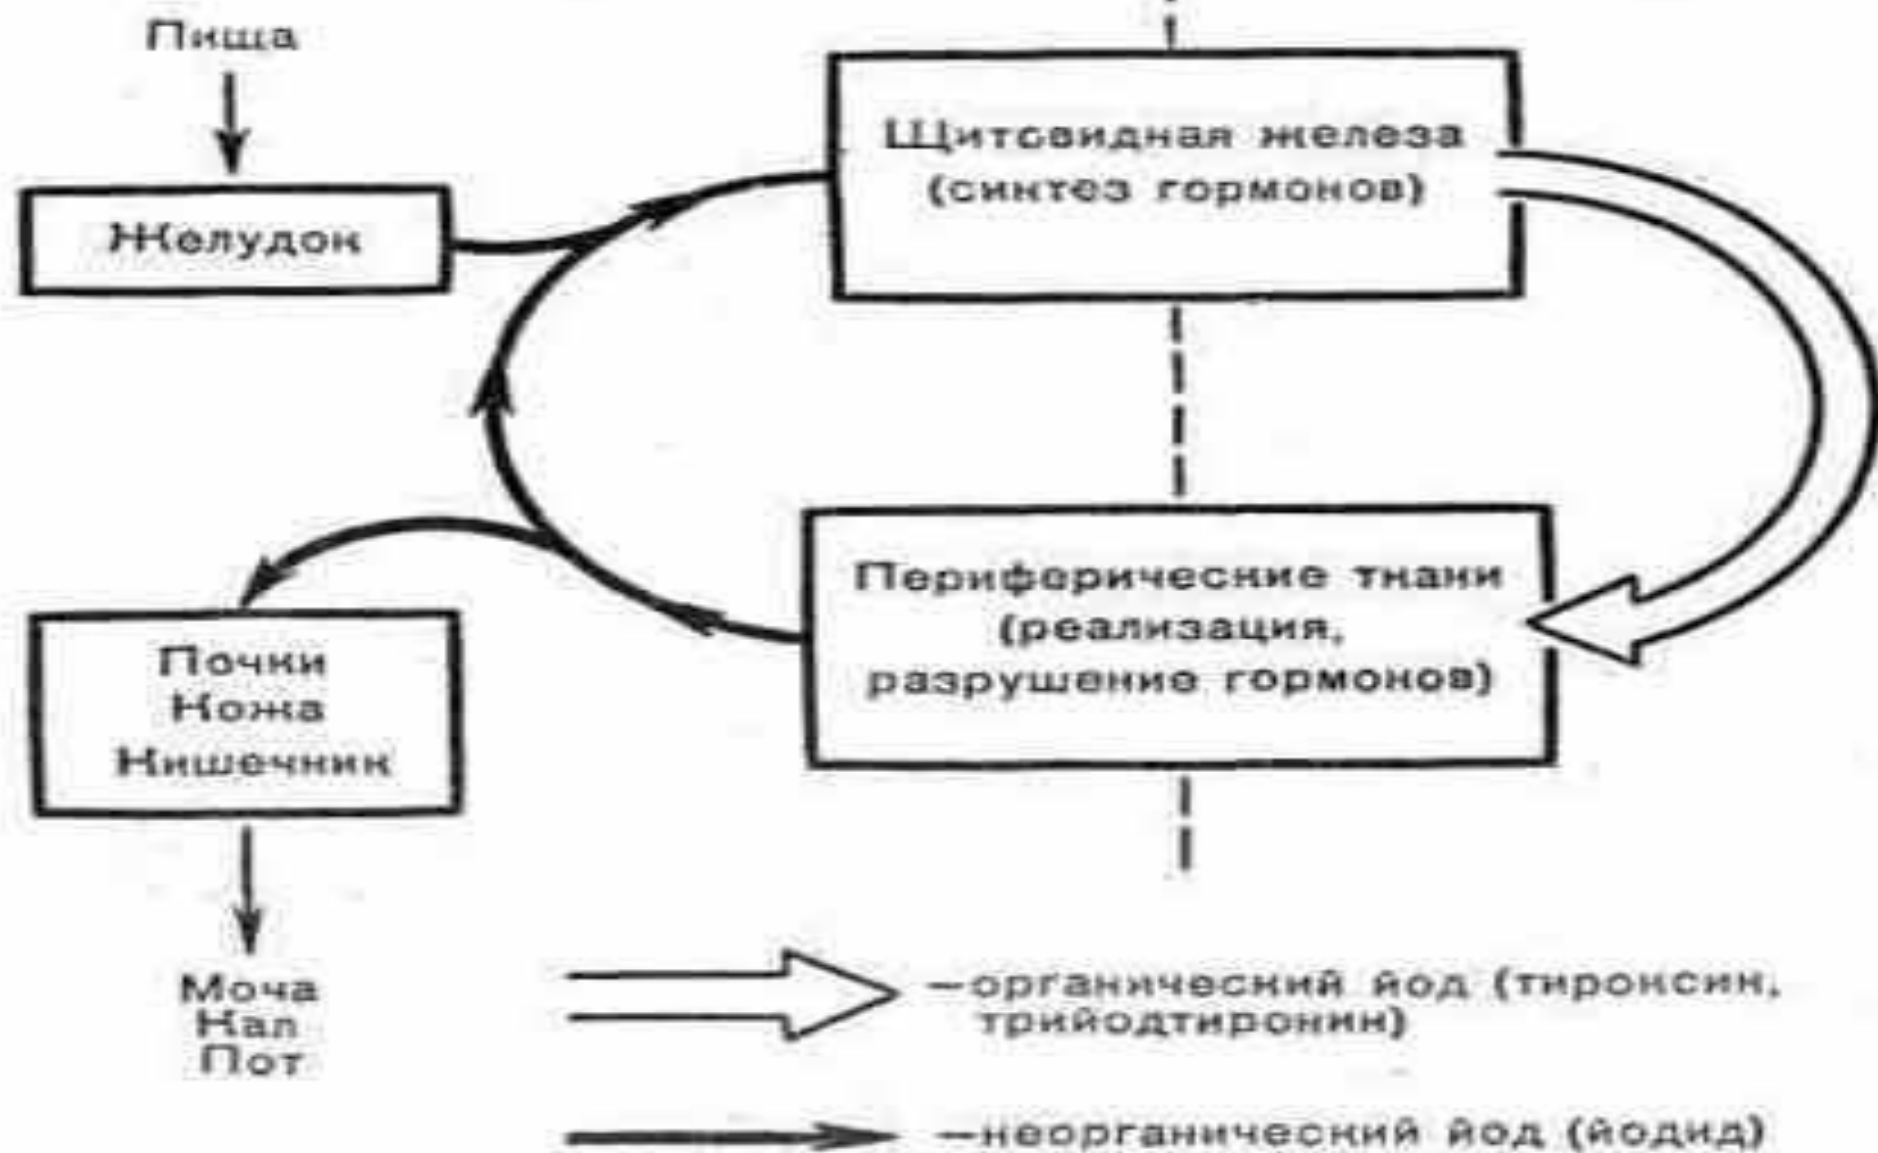 Пища
Желудок
Щитовидная железа
(синтез гормонов)
Периферические ткани
(реализация,
разрушение гормонов)
Почки
Кожа
Кишечник
Моча
Кал
Пот
—органический йод (тироксин,
трийодтиронин)
—неорганический йод (йодид)